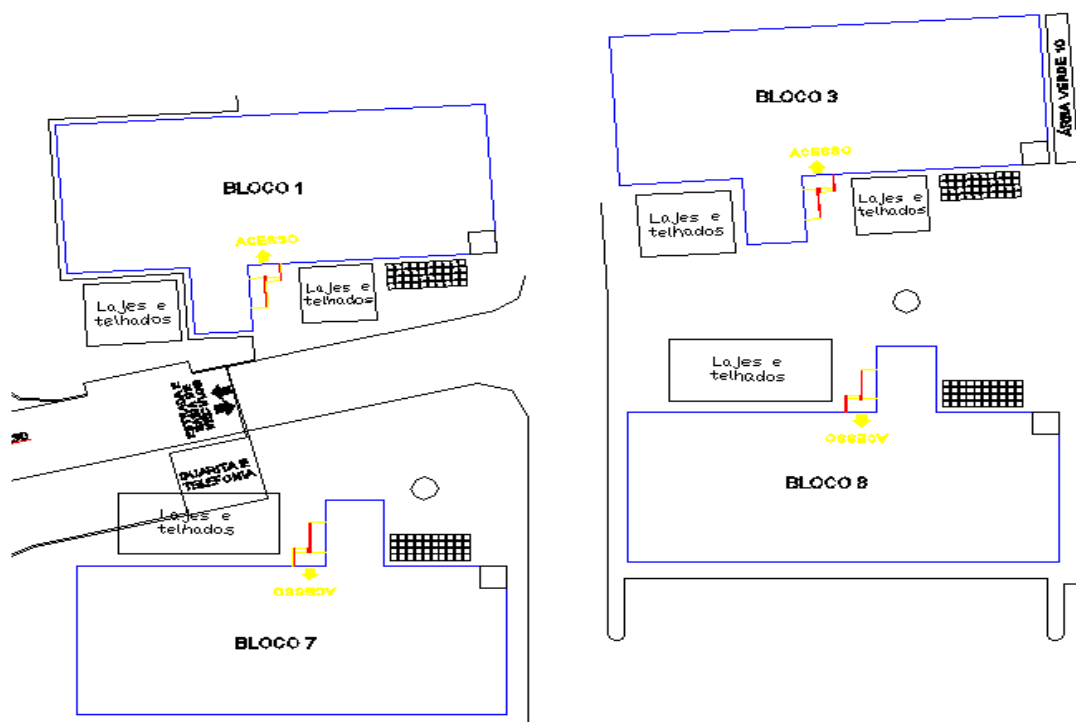 BLOCO 3
ÁREA VERDE 10
ACESSO
BLOCO 1
Lajes e
telhados
Lajes e
telhados
ACESSO
Lajes e
telhados
Lajes e
telhados
Lajes e
telhados
ACESSO
GUARITA E
TELEFONIA
BLOCO 8
Lajes e
telhados
ACESSO
BLOCO 7